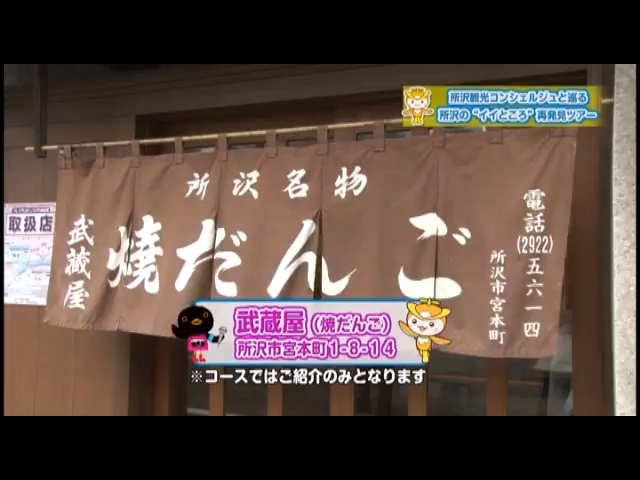 所沢観光コンシェルジュと巡る
所沢の“イイところ”再発見ツアー
取扱店
所沢名物
武蔵屋
焼だんご
電話(2922)五六一四
所沢市宮本町
武蔵屋(焼だんご)
所沢市宮本町1-8-14
※コースではご紹介のみとなります